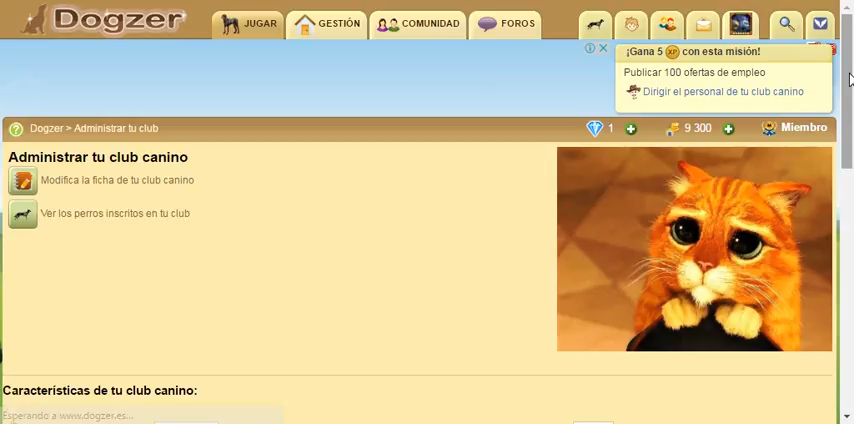 Dogzer
JUGAR
GESTIÓN
COMUNIDAD
FOROS
¡Gana 5 XP con esta misión!
Publicar 100 ofertas de empleo
Dirigir el personal de tu club canino
Dogzer > Administrar tu club
1
9 300
Miembro
Administrar tu club canino
Modifica la ficha de tu club canino
Ver los perros inscritos en tu club
Características de tu club canino:
Esperando a www.dogzer.es...